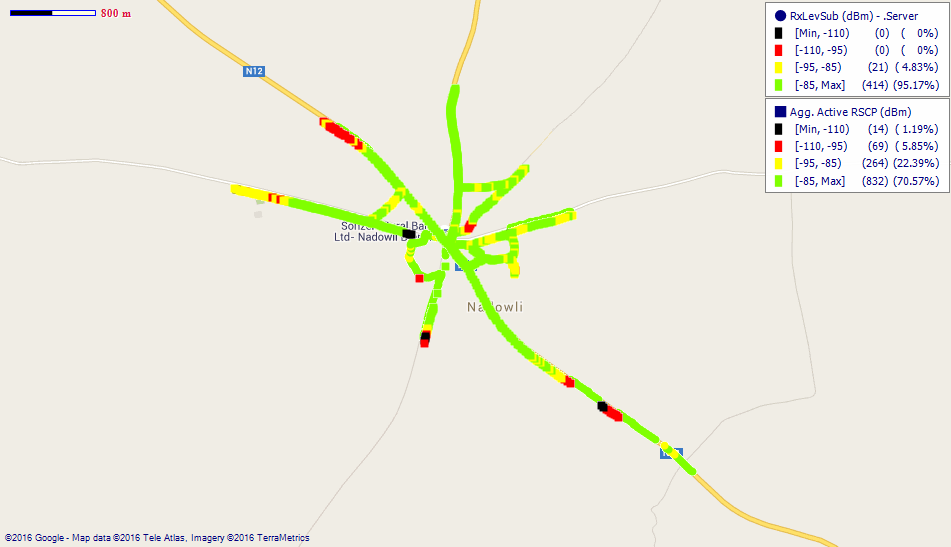 800 m
N12
RxLevSub (dBm) - .Server
[Min, -110) (0) ( 0%)
[-110, -95) (0) ( 0%)
[-95, -85) (21) ( 4.83%)
[-85, Max] (414) (95.17%)
Agg. Active RSCP (dBm)
[Min, -110) (14) ( 1.19%)
[-110, -95) (69) ( 5.85%)
[-95, -85) (264) (22.39%)
[-85, Max] (832) (70.57%)
Ltd- Nadowli
©2016 Google - Map data ©2016 Tele Atlas, Imagery ©2016 TerraMetrics